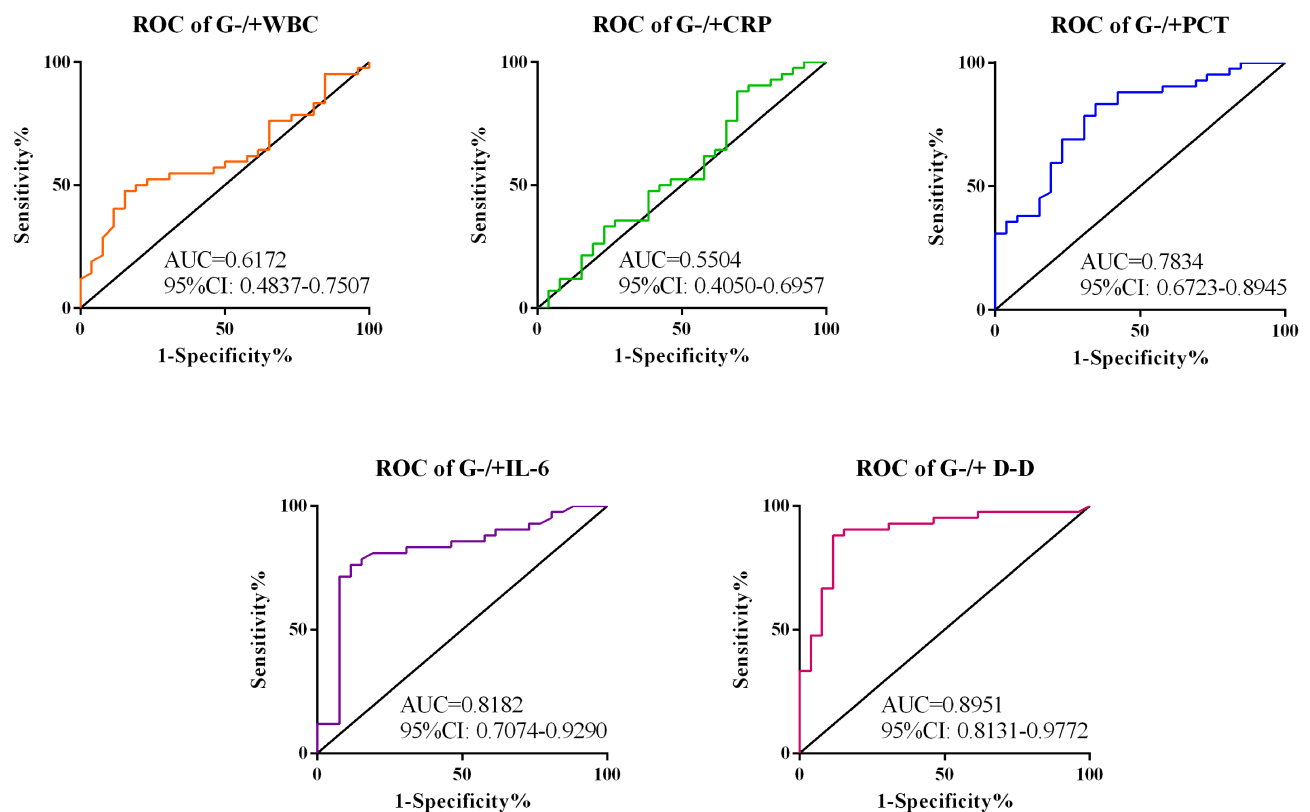 ROC of G-/+WBC
100
50
0
Sensitivity%
AUC=0.6172
95%CI: 0.4837-0.7507
0
50
100
1-Specificity%
ROC of G-/+CRP
100
50
0
Sensitivity%
AUC=0.5504
95%CI: 0.4050-0.6957
0
50
100
1-Specificity%
ROC of G-/+PCT
100
50
0
Sensitivity%
AUC=0.7834
95%CI: 0.6723-0.8945
0
50
100
1-Specificity%
ROC of G-/+IL-6
100
50
0
Sensitivity%
AUC=0.8182
95%CI: 0.7074-0.9290
0
50
100
1-Specificity%
ROC of G-/+ D-D
100
50
0
Sensitivity%
AUC=0.8951
95%CI: 0.8131-0.9772
0
50
100
1-Specificity%